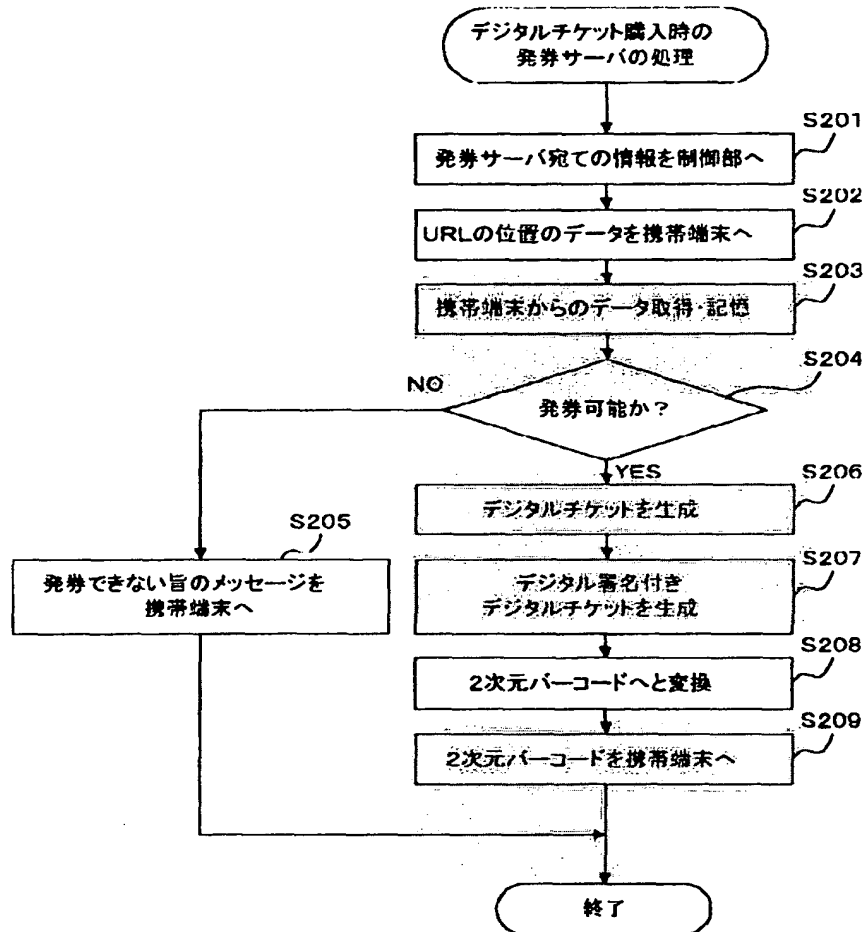 デジタルチケット購入時の
発券サーバの処理
S201
発券サーバ宛ての情報を制御部へ
S202
URLの位置のデータを携帯端末へ
S203
携帯端末からのデータ取得・記憶
S204
発券可能か？
NO
YES
S206
デジタルチケットを生成
S205
発券できない旨のメッセージを
携帯端末へ
S207
デジタル署名付き
デジタルチケットを生成
S208
2次元バーコードへと変換
S209
2次元バーコードを携帯端末へ
終了